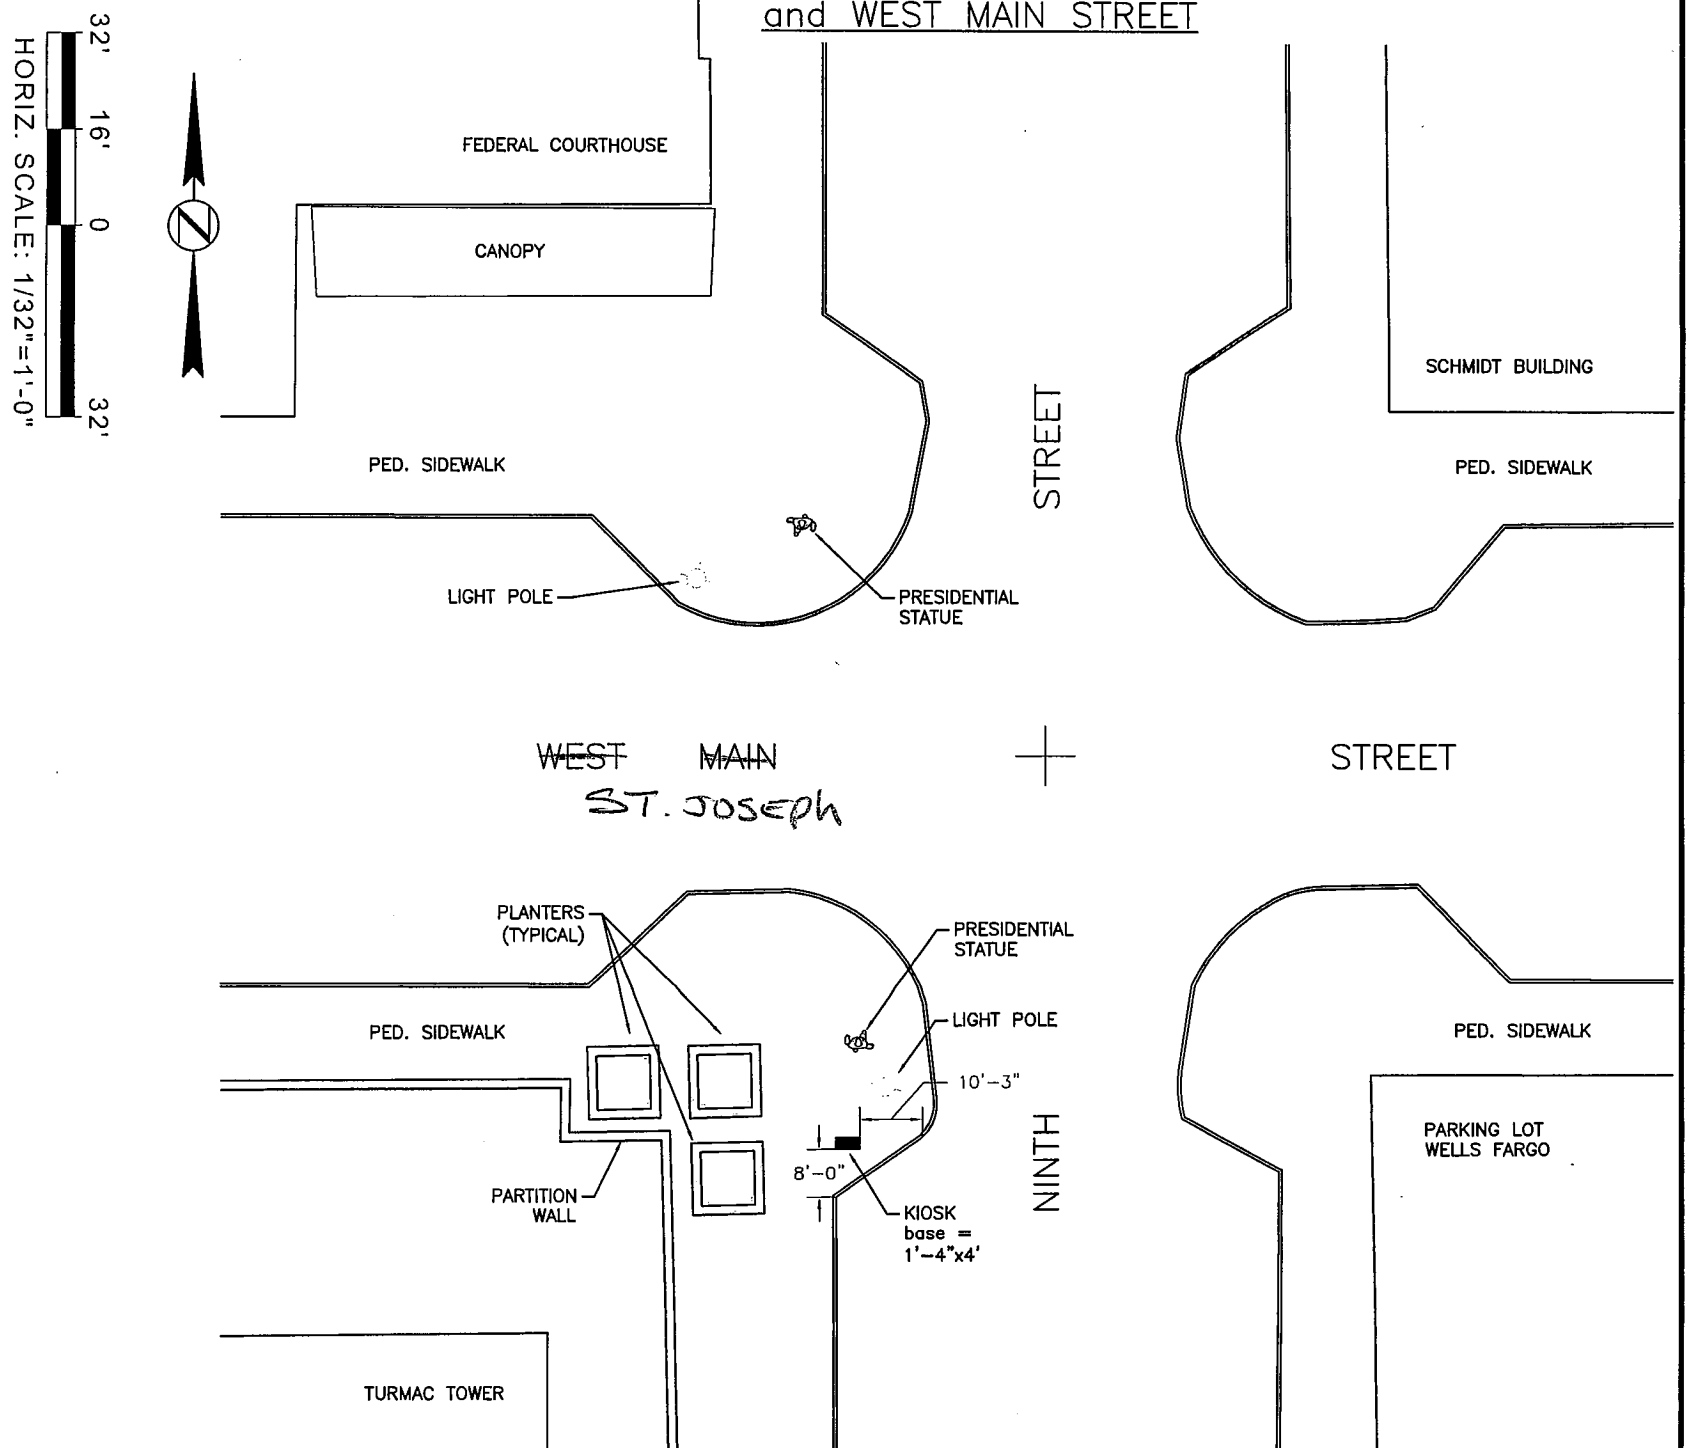 and WEST MAIN STREET
32'
16'
0
32'
HORIZ. SCALE: 1/32"=1'-0"
N
FEDERAL COURTHOUSE
CANOPY
SCHMIDT BUILDING
STREET
PED. SIDEWALK
PED. SIDEWALK
LIGHT POLE
PRESIDENTIAL
STATUE
WEST MAIN
STREET
ST. JOSEPh
PLANTERS
(TYPICAL)
PRESIDENTIAL
STATUE
LIGHT POLE
PED. SIDEWALK
PED. SIDEWALK
10'-3"
8'-0"
NINTH
PARKING LOT
WELLS FARGO
PARTITION
WALL
KIOSK
base =
1'-4"x4'
TURMAC TOWER